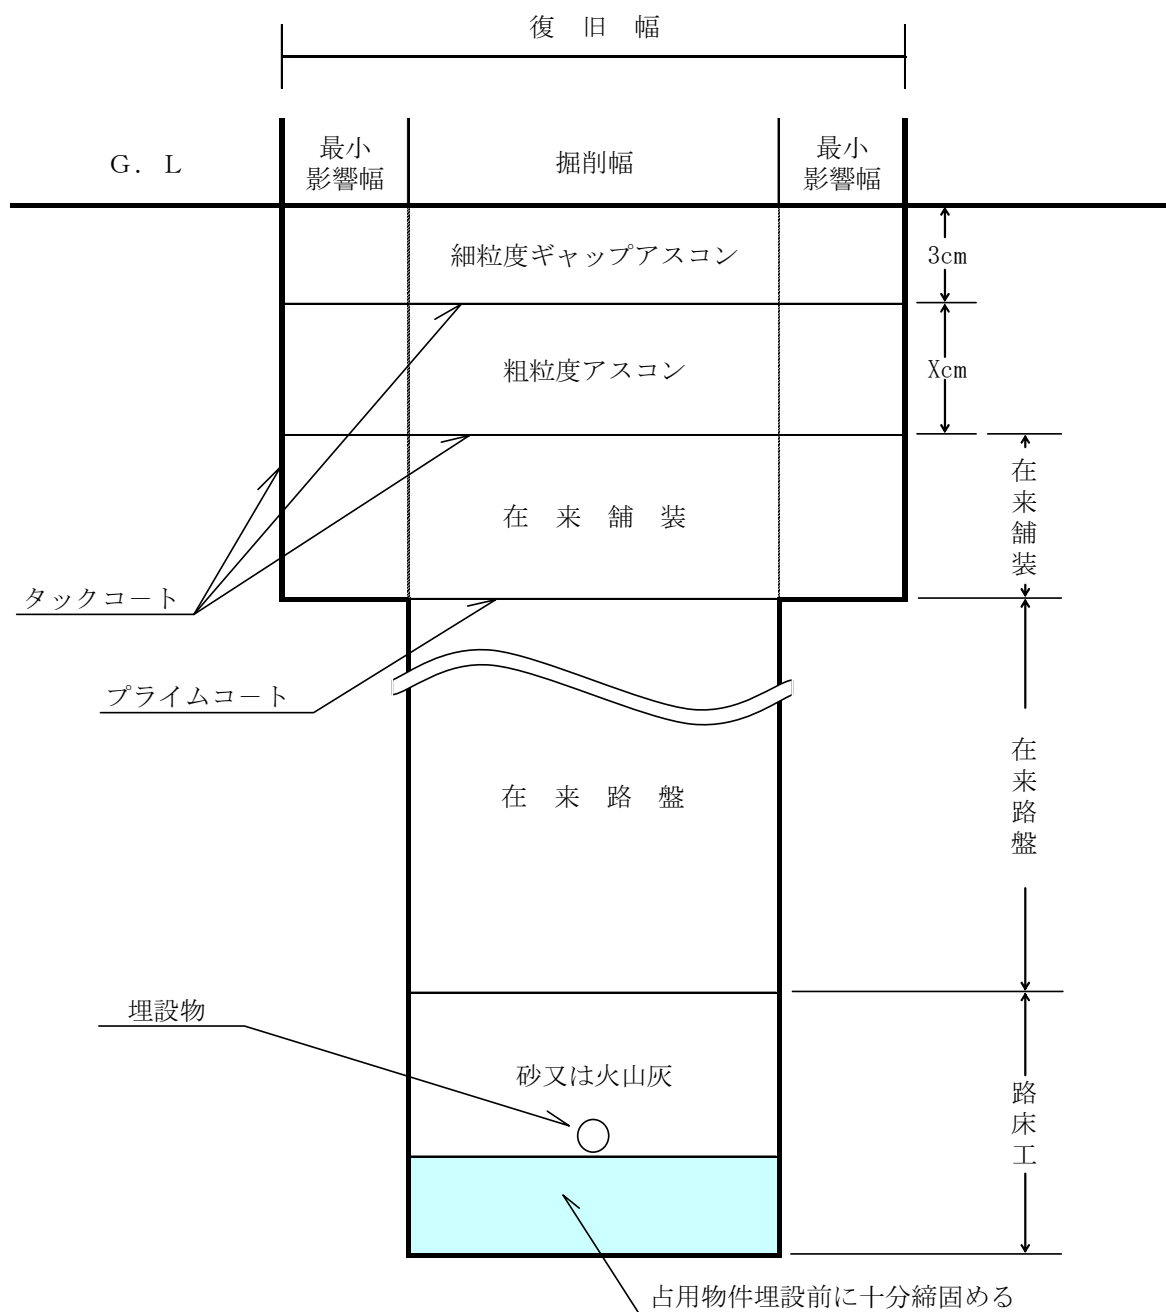 復 旧 幅
G. L
最小
影響幅
掘削幅
最小
影響幅
細粒度ギャップアスコン
3cm
粗粒度アスコン
Xcm
在 来 舗 装
在来舗装
タックコート
プライムコート
在 来 路 盤
在来路盤
埋設物
砂又は火山灰
路床工
占用物件埋設前に十分締固める